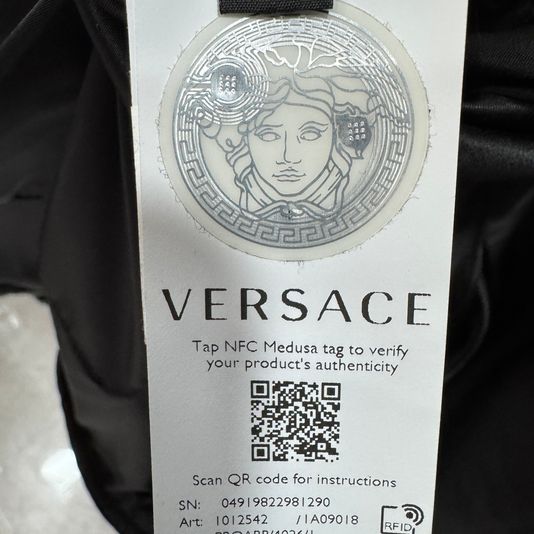 VERSACE
Tap NFC Medusa tag to verify
your product's authenticity
Scan QR code for instructions
SN: 04919822981290
Art: 1012542 /1A09018
RFID